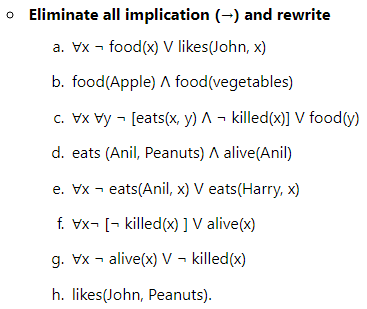 ○ Eliminate all implication (→) and rewrite
a. ∀x ¬ food(x) V likes(John, x)
b. food(Apple) Λ food(vegetables)
c. ∀x ∀y ¬ [eats(x, y) Λ ¬ killed(x)] V food(y)
d. eats (Anil, Peanuts) Λ alive(Anil)
e. ∀x ¬ eats(Anil, x) V eats(Harry, x)
f. ∀x¬ [¬ killed(x) ] V alive(x)
g. ∀x ¬ alive(x) V ¬ killed(x)
h. likes(John, Peanuts).